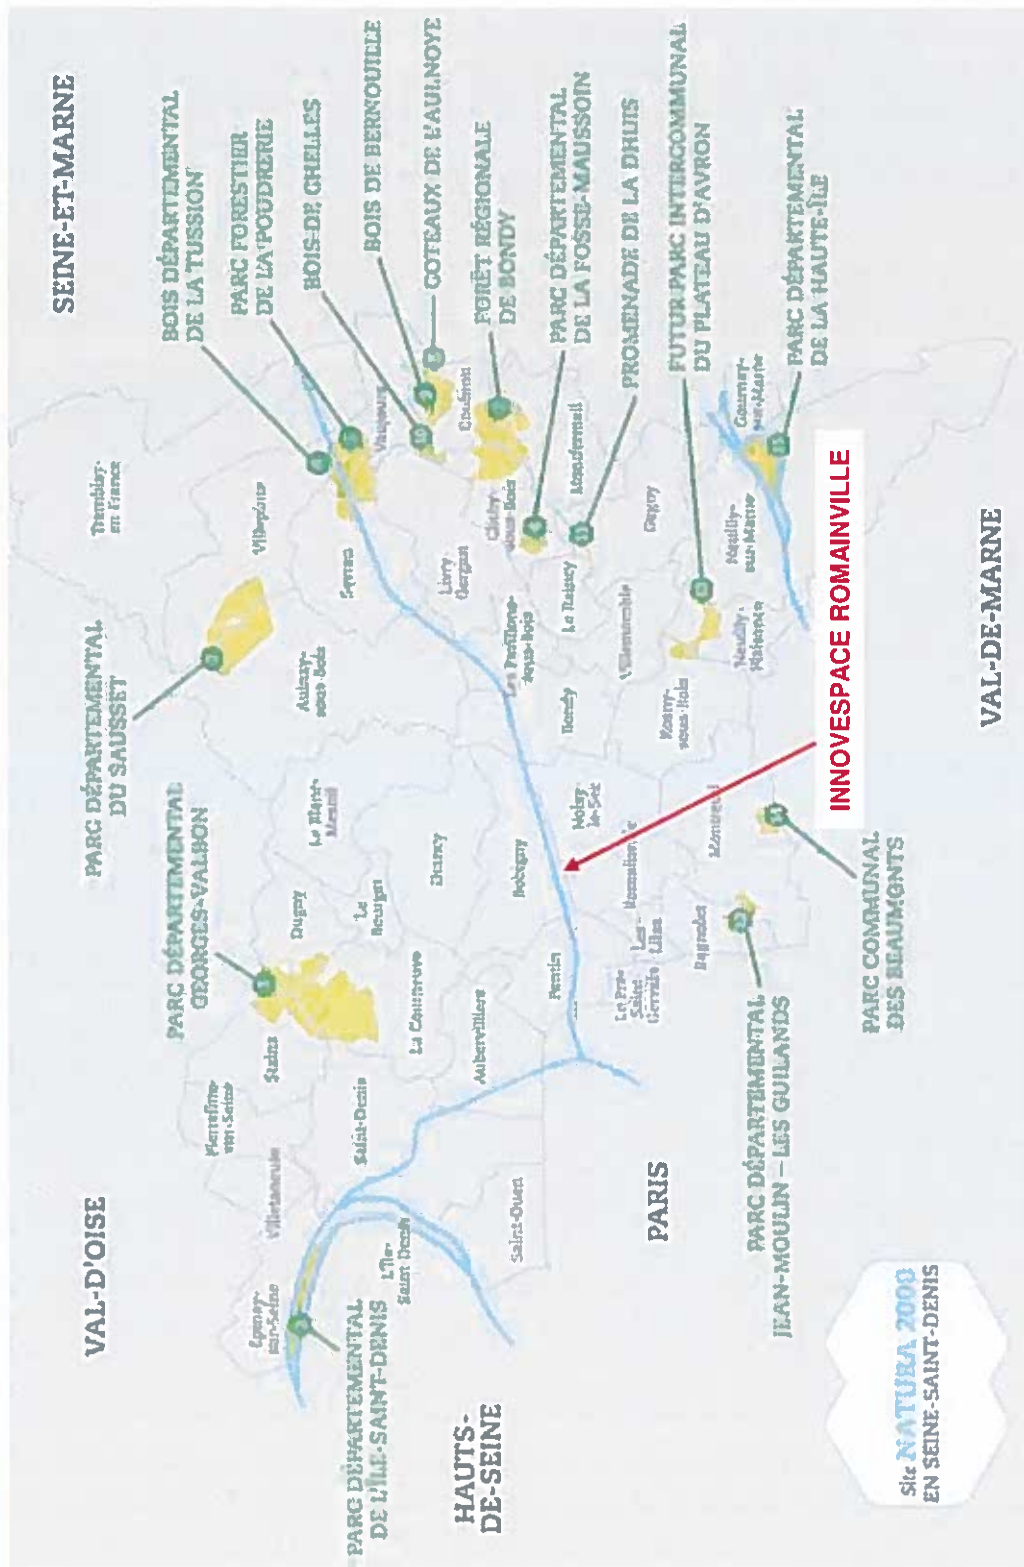 VAL-D'OISE
SEINE-ET-MARNE
PARC DÉPARTEMENTAL
DU SAUSSET
PARC DÉPARTEMENTAL
GEORGES-VALBON
BOIS DÉPARTEMENTAL
DE LA TUSSION
PARC FORESTIER
DE LA POUDRERIE
BOIS DE CHELLES
BOIS DE BERNOUILLE
COTEAUX DE L'AULNOYE
FORÊT RÉGIONALE
DE BONDY
PARC DÉPARTEMENTAL
DE LA FOSSE-MAUSSOIN
PROMENADE DE LA DHUIS
FUTUR PARC INTERCOMMUNAL
DU PLATEAU D'AVRON
PARC DÉPARTEMENTAL
DE LA HAUTE-ÎLE
Tremblay-
en-France
Villepinte
Sevran
Vaujours
Coubron
Livry
Gargan
Clichy-
sous-Bois
Montfermeil
Aulnay-
sous-Bois
Les Pavillons-
sous-Bois
Le Raincy
Gagny
Villemomble
Bondy
Rosny-
sous-Bois
Neuilly-
Plaisance
Neuilly-
sur-Marne
Gournay-
sur-Marne
Le Blanc-
Mesnil
Dugny
Le
Bourget
Drancy
Bobigny
Noisy-
le-Sec
Romainville
Montreuil
Les
Lilas
Bagnolet
Le Pré-
Saint
Gervais
Pantin
La Courneuve
Aubervilliers
Stains
Pierrefitte-
sur-Seine
Saint-Denis
Villetaneuse
Epinay-
sur-Seine
L'Île-
Saint Denis
Saint-Ouen
PARC DÉPARTEMENTAL
DE L'ÎLE-SAINT-DENIS
HAUTS-
DE-SEINE
PARIS
PARC DÉPARTEMENTAL
JEAN-MOULIN – LES GUILANDS
PARC COMMUNAL
DES BEAUMONTS
INNOVESPACE ROMAINVILLE
VAL-DE-MARNE
Site NATURA 2000
EN SEINE-SAINT-DENIS